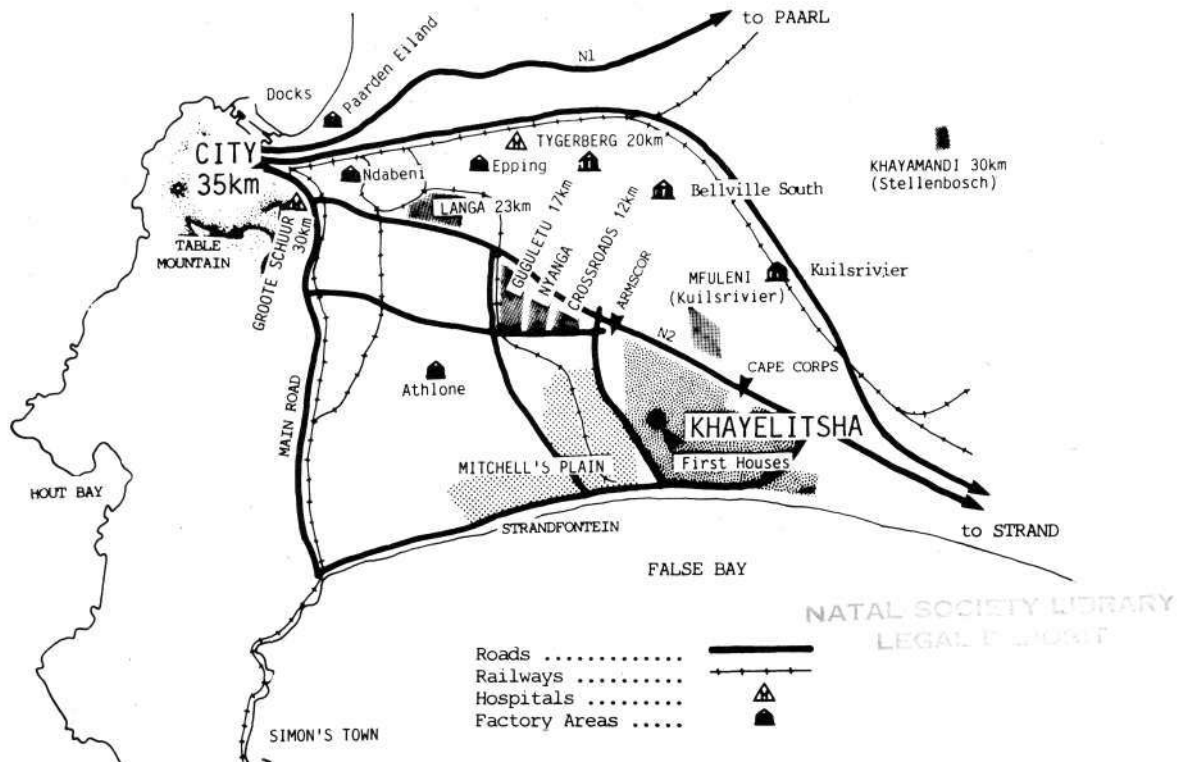 to PAARL
N1
Paarden Eiland
Docks
CITY
35km
TYGERBERG 20km
Epping
Ndabeni
KHAYAMANDI 30km
(Stellenbosch)
Bellville South
LANGA 23km
GUGULETU 17km
NYANGA
CROSSROADS 12km
ARMSCOR
TABLE
MOUNTAIN
GROOTE SCHUUR
30km
MFULENI
(Kuilsrivier)
Kuilsrivier
N2
CAPE CORPS
Athlone
KHAYELITSHA
First Houses
MAIN ROAD
MITCHELL'S PLAIN
HOUT BAY
STRANDFONTEIN
to STRAND
FALSE BAY
NATAL SOCIETY LIBRARY
LEGAL
Roads
Railways
Hospitals
Factory Areas
SIMON'S TOWN